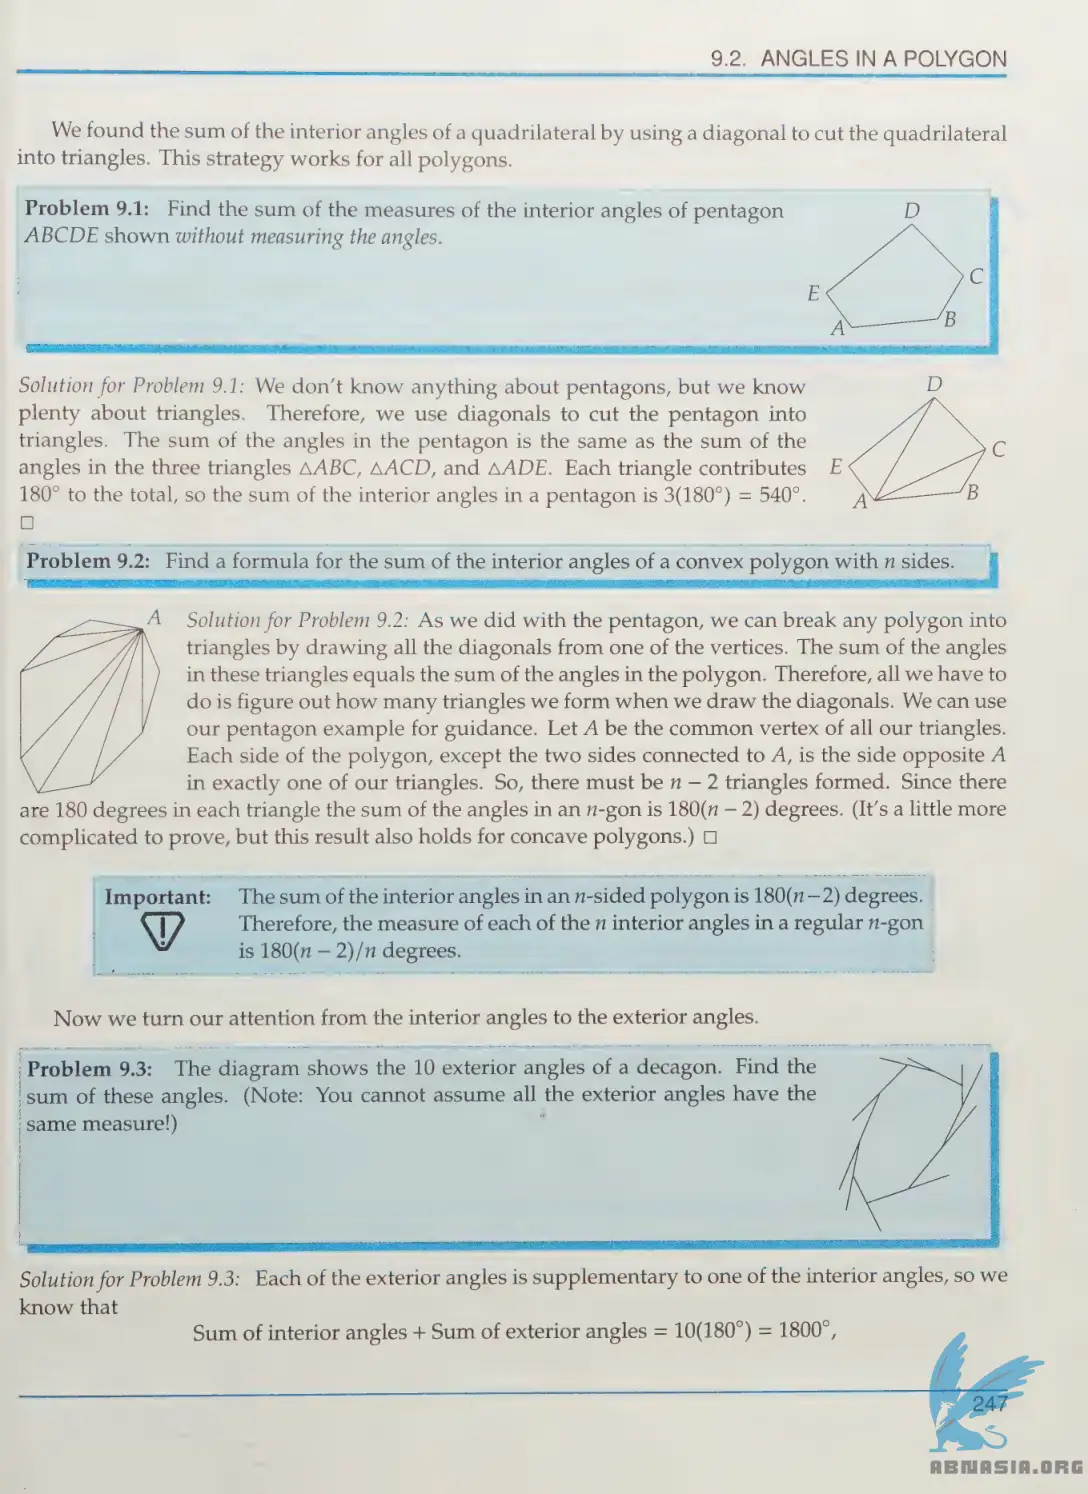 9.2. ANGLES IN A POLYGON
We found the sum of the interior angles of a quadrilateral by using a diagonal to cut the quadrilateral
into triangles. This strategy works for all polygons.
Problem 9.1: Find the sum of the measures of the interior angles of pentagon
ABCDE shown without measuring the angles.
D
C
E
B
A
Solution for Problem 9.1: We don't know anything about pentagons, but we know
plenty about triangles. Therefore, we use diagonals to cut the pentagon into
triangles. The sum of the angles in the pentagon is the same as the sum of the
angles in the three triangles △ABC, △ACD, and △ADE. Each triangle contributes
180° to the total, so the sum of the interior angles in a pentagon is 3(180°) = 540°.
□
D
C
E
B
A
Problem 9.2: Find a formula for the sum of the interior angles of a convex polygon with n sides.
A
Solution for Problem 9.2: As we did with the pentagon, we can break any polygon into
triangles by drawing all the diagonals from one of the vertices. The sum of the angles
in these triangles equals the sum of the angles in the polygon. Therefore, all we have to
do is figure out how many triangles we form when we draw the diagonals. We can use
our pentagon example for guidance. Let A be the common vertex of all our triangles.
Each side of the polygon, except the two sides connected to A, is the side opposite A
in exactly one of our triangles. So, there must be n − 2 triangles formed. Since there
are 180 degrees in each triangle the sum of the angles in an n-gon is 180(n − 2) degrees. (It's a little more
complicated to prove, but this result also holds for concave polygons.) □
Important: The sum of the interior angles in an n-sided polygon is 180(n−2) degrees.
Therefore, the measure of each of the n interior angles in a regular n-gon
is 180(n − 2)/n degrees.
Now we turn our attention from the interior angles to the exterior angles.
Problem 9.3: The diagram shows the 10 exterior angles of a decagon. Find the
sum of these angles. (Note: You cannot assume all the exterior angles have the
same measure!)
Solution for Problem 9.3: Each of the exterior angles is supplementary to one of the interior angles, so we
know that
Sum of interior angles + Sum of exterior angles = 10(180°) = 1800°,
247
ABNASIA.ORG